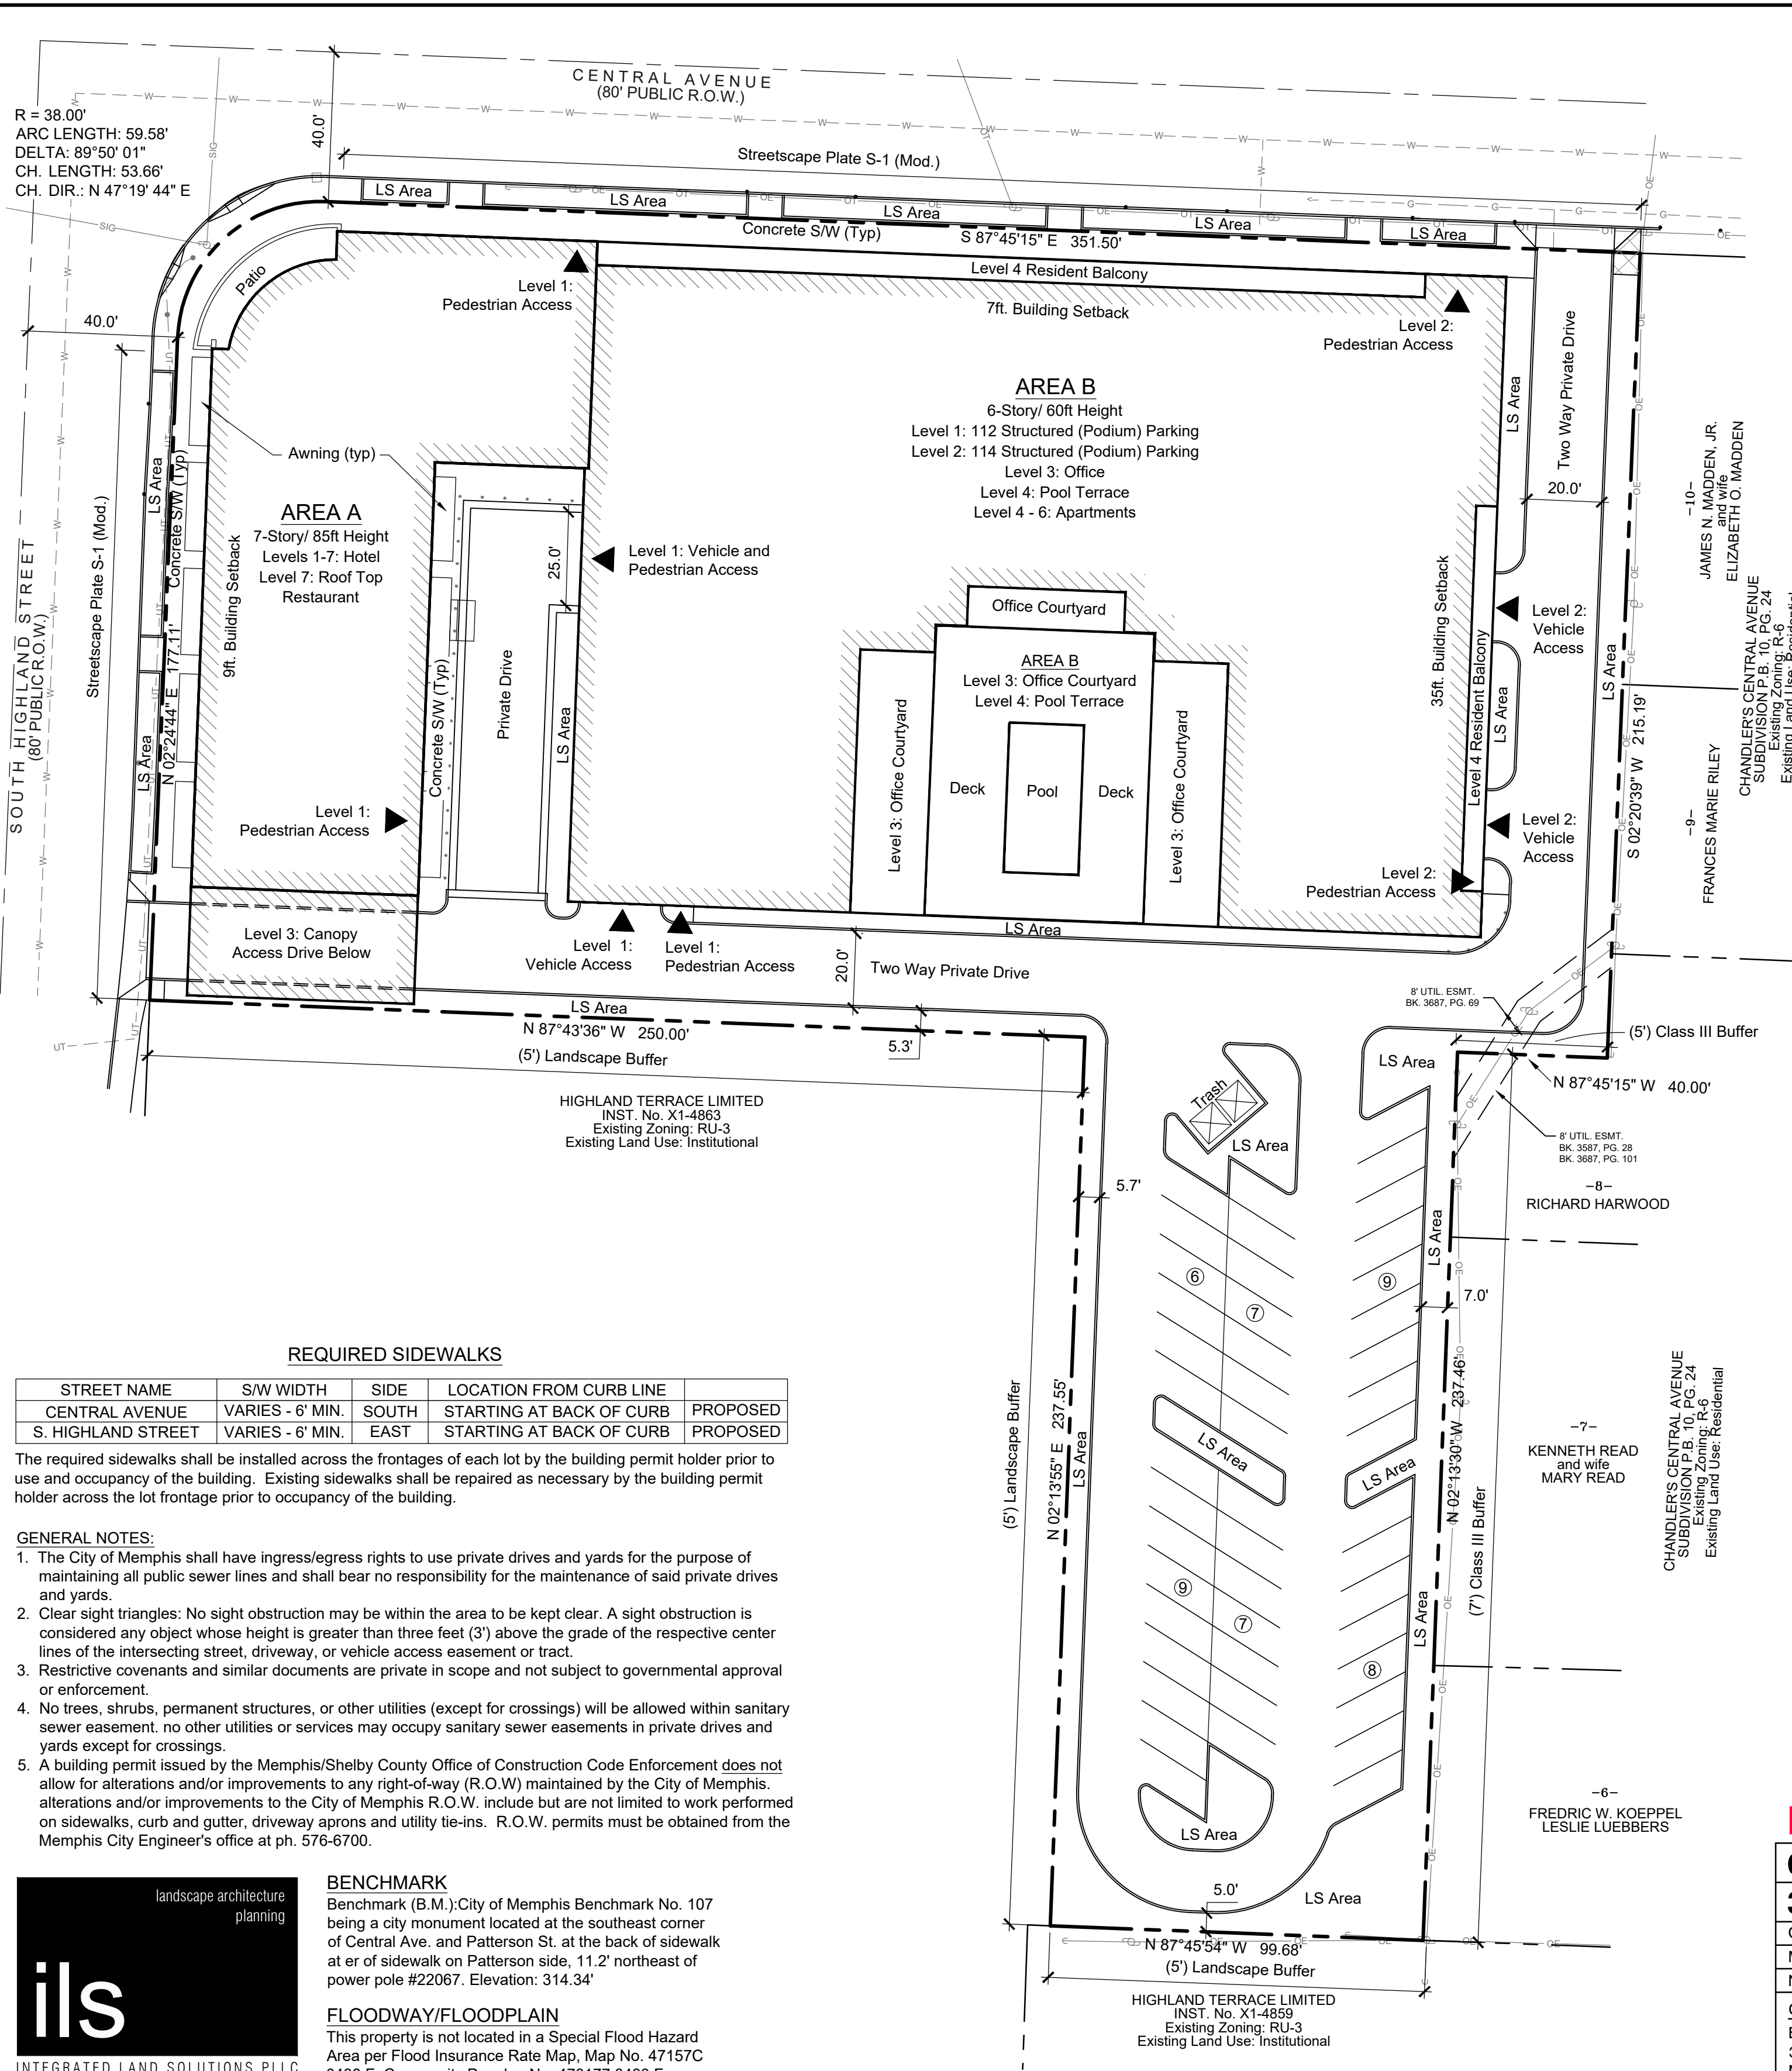 CENTRAL AVENUE
(80' PUBLIC R.O.W.)
R = 38.00'
ARC LENGTH: 59.58'
DELTA: 89°50' 01"
CH. LENGTH: 53.66'
CH. DIR.: N 47°19' 44" E
40.0'
Streetscape Plate S-1 (Mod.)
LS Area
LS Area
LS Area
LS Area
LS Area
Concrete S/W (Typ)
S 87°45'15" E 351.50'
Level 4 Resident Balcony
7ft. Building Setback
Patio
Level 1:
Pedestrian Access
Level 2:
Pedestrian Access
40.0'
SOUTH HIGHLAND STREET
(80' PUBLIC R.O.W.)
Streetscape Plate S-1 (Mod.)
LS Area
LS Area
Concrete S/W (Typ)
N 02°24'44" E 177.11'
9ft. Building Setback
Awning (typ)
AREA A
7-Story/ 85ft Height
Levels 1-7: Hotel
Level 7: Roof Top
Restaurant
Level 1:
Pedestrian Access
Concrete S/W (Typ)
Private Drive
25.0'
LS Area
Level 1: Vehicle and
Pedestrian Access
AREA B
6-Story/ 60ft Height
Level 1: 112 Structured (Podium) Parking
Level 2: 114 Structured (Podium) Parking
Level 3: Office
Level 4: Pool Terrace
Level 4 - 6: Apartments
Office Courtyard
AREA B
Level 3: Office Courtyard
Level 4: Pool Terrace
Level 3: Office Courtyard
Deck
Pool
Deck
Level 3: Office Courtyard
35ft. Building Setback
Level 4 Resident Balcony
LS Area
Two Way Private Drive
20.0'
Level 2:
Vehicle
Access
LS Area
LS Area
Level 2:
Vehicle
Access
Level 2:
Pedestrian Access
S 02°20'39" W 215.19'
-10-
JAMES N. MADDEN, JR.
and wife
ELIZABETH O. MADDEN
CHANDLER'S CENTRAL AVENUE
SUBDIVISION P.B. 10, PG. 24
Existing Zoning: R-6
Existing Land Use: Residential
-9-
FRANCES MARIE RILEY
Level 3: Canopy
Access Drive Below
Level 1:
Vehicle Access
Level 1:
Pedestrian Access
LS Area
20.0'
Two Way Private Drive
LS Area
N 87°43'36" W 250.00'
5.3'
(5') Landscape Buffer
HIGHLAND TERRACE LIMITED
INST. No. X1-4863
Existing Zoning: RU-3
Existing Land Use: Institutional
8' UTIL. ESMT.
BK. 3687, PG. 69
(5') Class III Buffer
N 87°45'15" W 40.00'
8' UTIL. ESMT.
BK. 3587, PG. 28
BK. 3687, PG. 101
LS Area
Trash
LS Area
-8-
RICHARD HARWOOD
5.7'
LS Area
6
7
9
7.0'
(5') Landscape Buffer
N 02°13'55" E 237.55'
LS Area
LS Area
LS Area
N 02°13'30" W 237.46'
(7') Class III Buffer
LS Area
9
7
8
-7-
KENNETH READ
and wife
MARY READ
CHANDLER'S CENTRAL AVENUE
SUBDIVISION P.B. 10, PG. 24
Existing Zoning: R-6
Existing Land Use: Residential
-6-
FREDRIC W. KOEPPEL
LESLIE LUEBBERS
LS Area
5.0'
LS Area
N 87°45'54" W 99.68'
(5') Landscape Buffer
HIGHLAND TERRACE LIMITED
INST. No. X1-4859
Existing Zoning: RU-3
Existing Land Use: Institutional
REQUIRED SIDEWALKS
STREET NAME S/W WIDTH SIDE LOCATION FROM CURB LINE
CENTRAL AVENUE VARIES - 6' MIN. SOUTH STARTING AT BACK OF CURB PROPOSED
S. HIGHLAND STREET VARIES - 6' MIN. EAST STARTING AT BACK OF CURB PROPOSED
The required sidewalks shall be installed across the frontages of each lot by the building permit holder prior to
use and occupancy of the building. Existing sidewalks shall be repaired as necessary by the building permit
holder across the lot frontage prior to occupancy of the building.
GENERAL NOTES:
1. The City of Memphis shall have ingress/egress rights to use private drives and yards for the purpose of
maintaining all public sewer lines and shall bear no responsibility for the maintenance of said private drives
and yards.
2. Clear sight triangles: No sight obstruction may be within the area to be kept clear. A sight obstruction is
considered any object whose height is greater than three feet (3') above the grade of the respective center
lines of the intersecting street, driveway, or vehicle access easement or tract.
3. Restrictive covenants and similar documents are private in scope and not subject to governmental approval
or enforcement.
4. No trees, shrubs, permanent structures, or other utilities (except for crossings) will be allowed within sanitary
sewer easement. no other utilities or services may occupy sanitary sewer easements in private drives and
yards except for crossings.
5. A building permit issued by the Memphis/Shelby County Office of Construction Code Enforcement does not
allow for alterations and/or improvements to any right-of-way (R.O.W) maintained by the City of Memphis.
alterations and/or improvements to the City of Memphis R.O.W. include but are not limited to work performed
on sidewalks, curb and gutter, driveway aprons and utility tie-ins. R.O.W. permits must be obtained from the
Memphis City Engineer's office at ph. 576-6700.
landscape architecture
planning
ils
INTEGRATED LAND SOLUTIONS PLLC
BENCHMARK
Benchmark (B.M.):City of Memphis Benchmark No. 107
being a city monument located at the southeast corner
of Central Ave. and Patterson St. at the back of sidewalk
at er of sidewalk on Patterson side, 11.2' northeast of
power pole #22067. Elevation: 314.34'
FLOODWAY/FLOODPLAIN
This property is not located in a Special Flood Hazard
Area per Flood Insurance Rate Map, Map No. 47157C